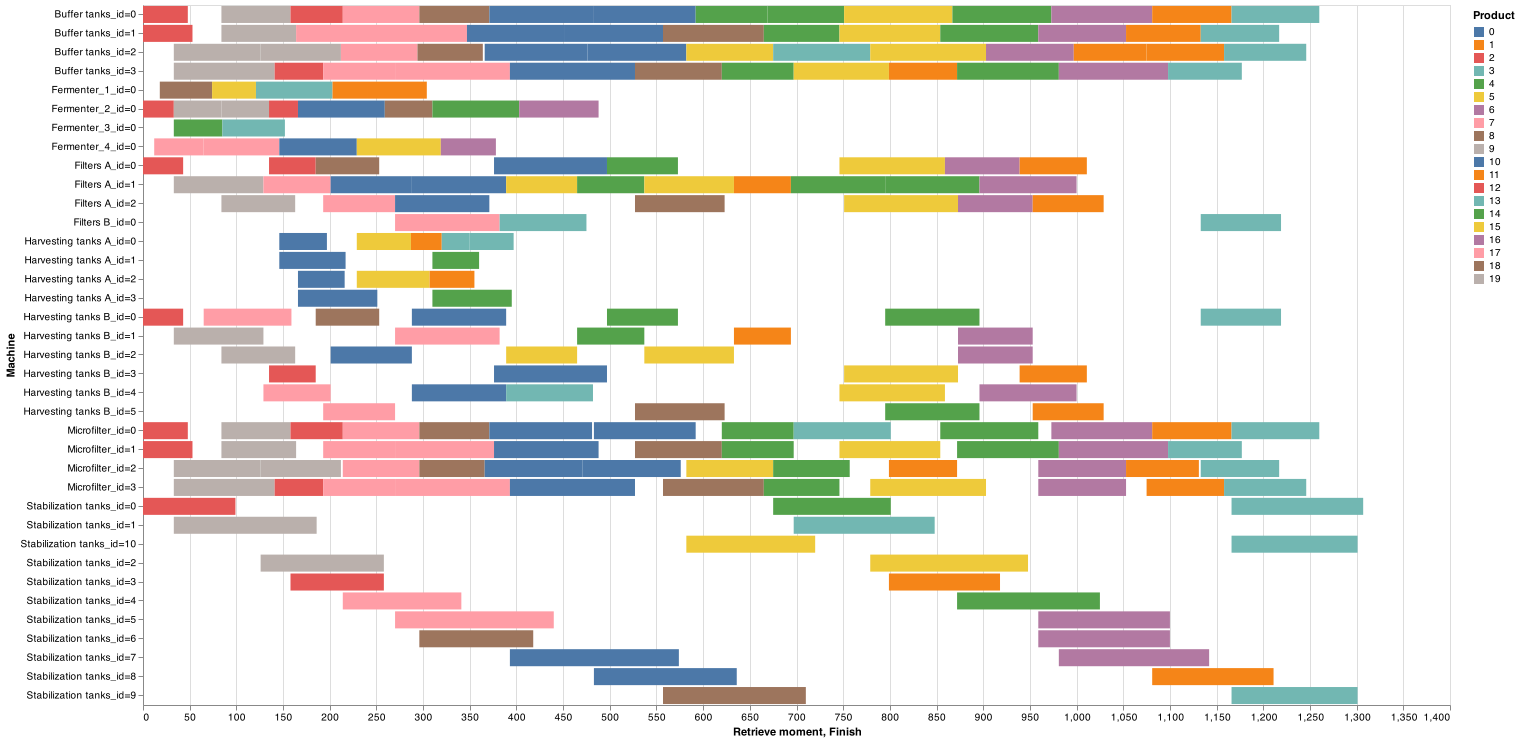 Buffer tanks_id=0
Buffer tanks_id=1
Buffer tanks_id=2
Buffer tanks_id=3
Fermenter_1_id=0
Fermenter_2_id=0
Fermenter_3_id=0
Fermenter_4_id=0
Filters A_id=0
Filters A_id=1
Filters A_id=2
Filters B_id=0
Harvesting tanks A_id=0
Harvesting tanks A_id=1
Harvesting tanks A_id=2
Harvesting tanks A_id=3
Harvesting tanks B_id=0
Harvesting tanks B_id=1
Harvesting tanks B_id=2
Harvesting tanks B_id=3
Harvesting tanks B_id=4
Harvesting tanks B_id=5
Microfilter_id=0
Microfilter_id=1
Microfilter_id=2
Microfilter_id=3
Stabilization tanks_id=0
Stabilization tanks_id=1
Stabilization tanks_id=10
Stabilization tanks_id=2
Stabilization tanks_id=3
Stabilization tanks_id=4
Stabilization tanks_id=5
Stabilization tanks_id=6
Stabilization tanks_id=7
Stabilization tanks_id=8
Stabilization tanks_id=9
Machine
0 50 100 150 200 250 300 350 400 450 500 550 600 650 700 750 800 850 900 950 1,000 1,050 1,100 1,150 1,200 1,250 1,300 1,350 1,400
Retrieve moment, Finish
Product
0
1
2
3
4
5
6
7
8
9
10
11
12
13
14
15
16
17
18
19